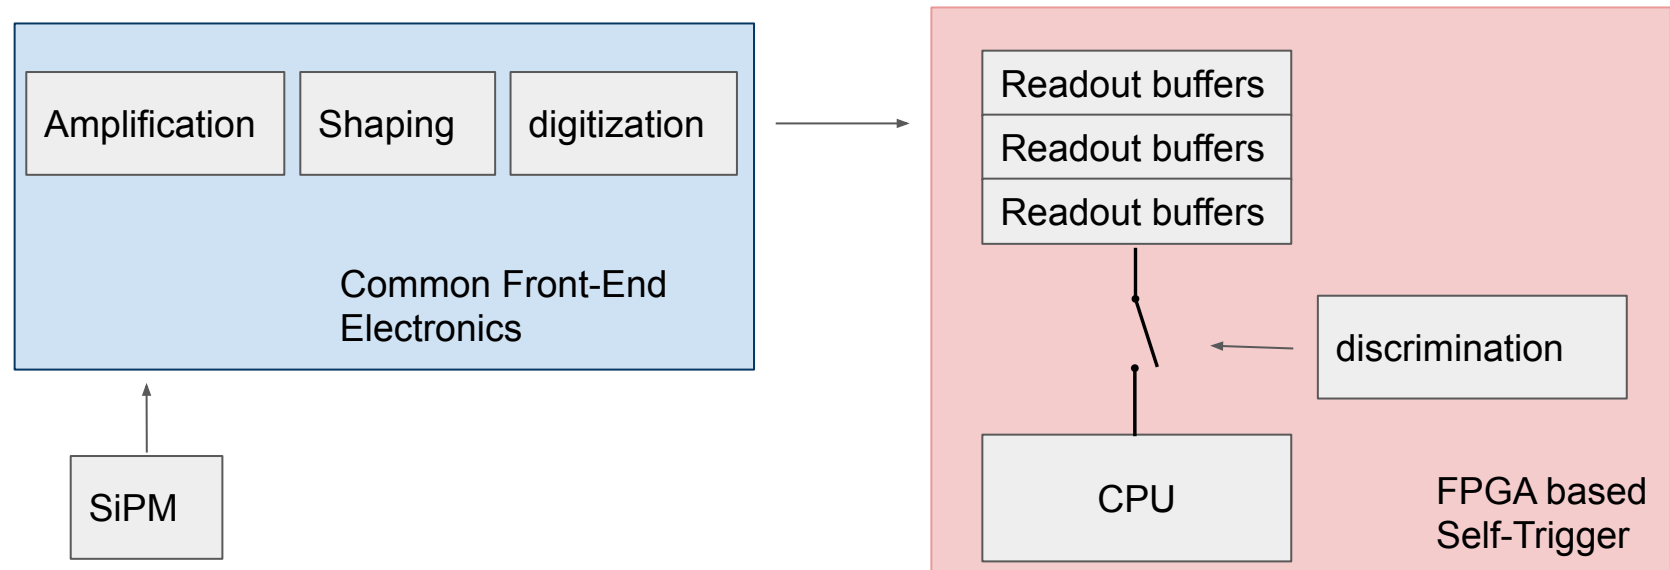 Amplification
Shaping
digitization
Common Front-End
Electronics
SiPM
Readout buffers
Readout buffers
Readout buffers
discrimination
CPU
FPGA based
Self-Trigger